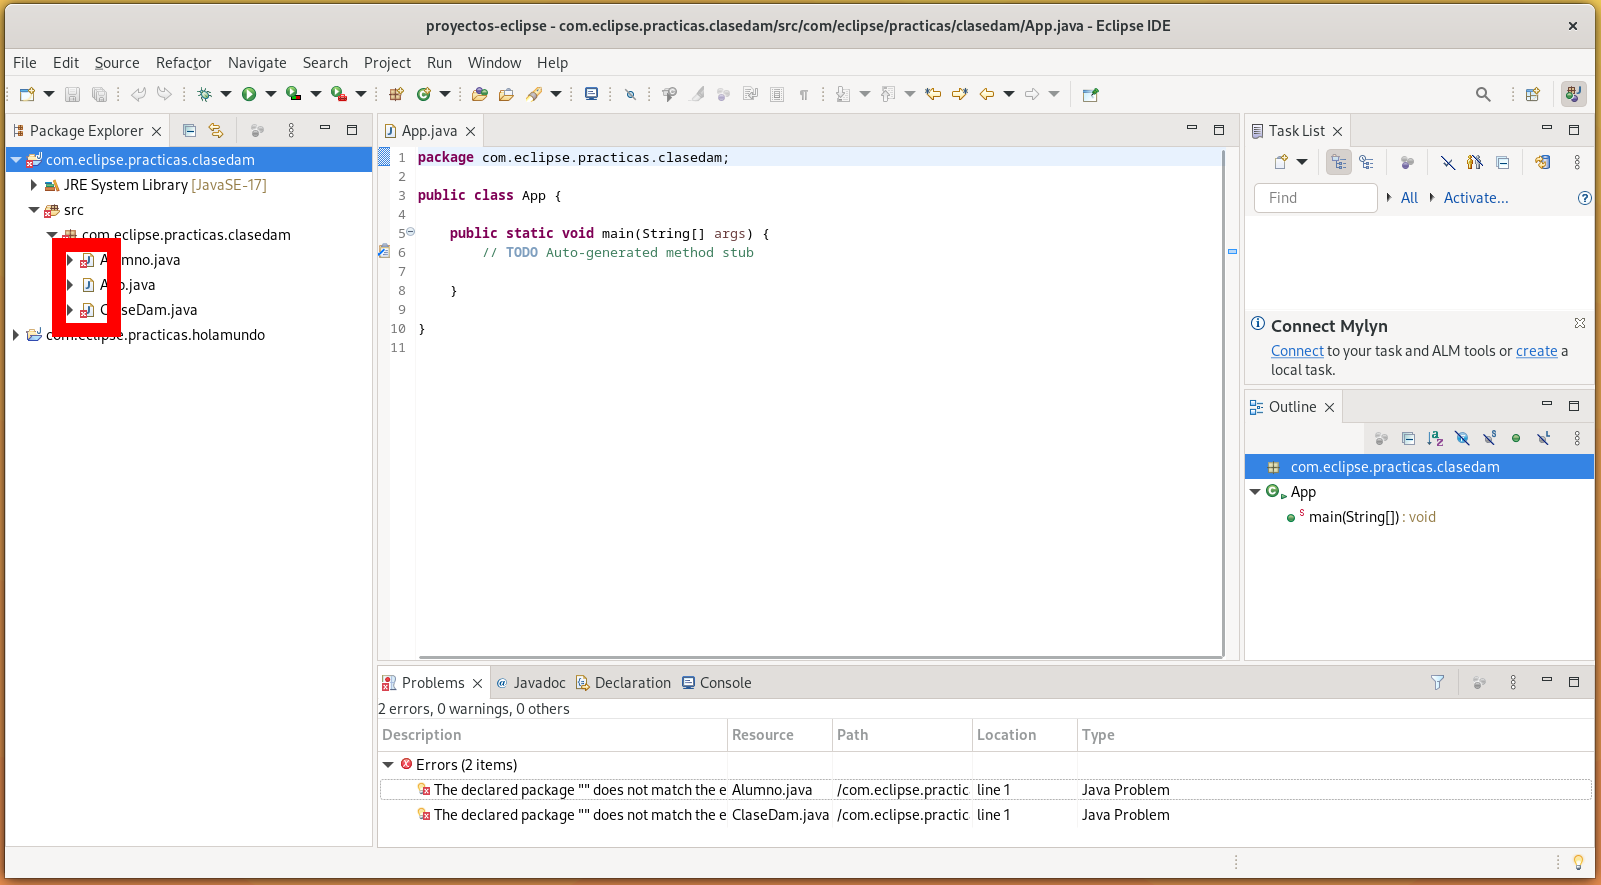 proyectos-eclipse - com.eclipse.practicas.clasedam/src/com/eclipse/practicas/clasedam/App.java - Eclipse IDE
File Edit Source Refactor Navigate Search Project Run Window Help
Package Explorer
com.eclipse.practicas.clasedam
JRE System Library [JavaSE-17]
src
com.eclipse.practicas.clasedam
.java
ClaseDam.java
com.eclipse.practicas.holamundo
App.java
1 package com.eclipse.practicas.clasedam;
2
3 public class App {
4
5 public static void main(String[] args) {
6 // TODO Auto-generated method stub
7
8 }
9
10 }
11
Task List
Find All Activate...
Connect Mylyn
Connect to your task and ALM tools or create a
local task.
Outline
com.eclipse.practicas.clasedam
App
main(String[]) : void
Problems Javadoc Declaration Console
2 errors, 0 warnings, 0 others
Description Resource Path Location Type
Errors (2 items)
The declared package "" does not match the e Alumno.java /com.eclipse.practic line 1 Java Problem
The declared package "" does not match the e ClaseDam.java /com.eclipse.practic line 1 Java Problem